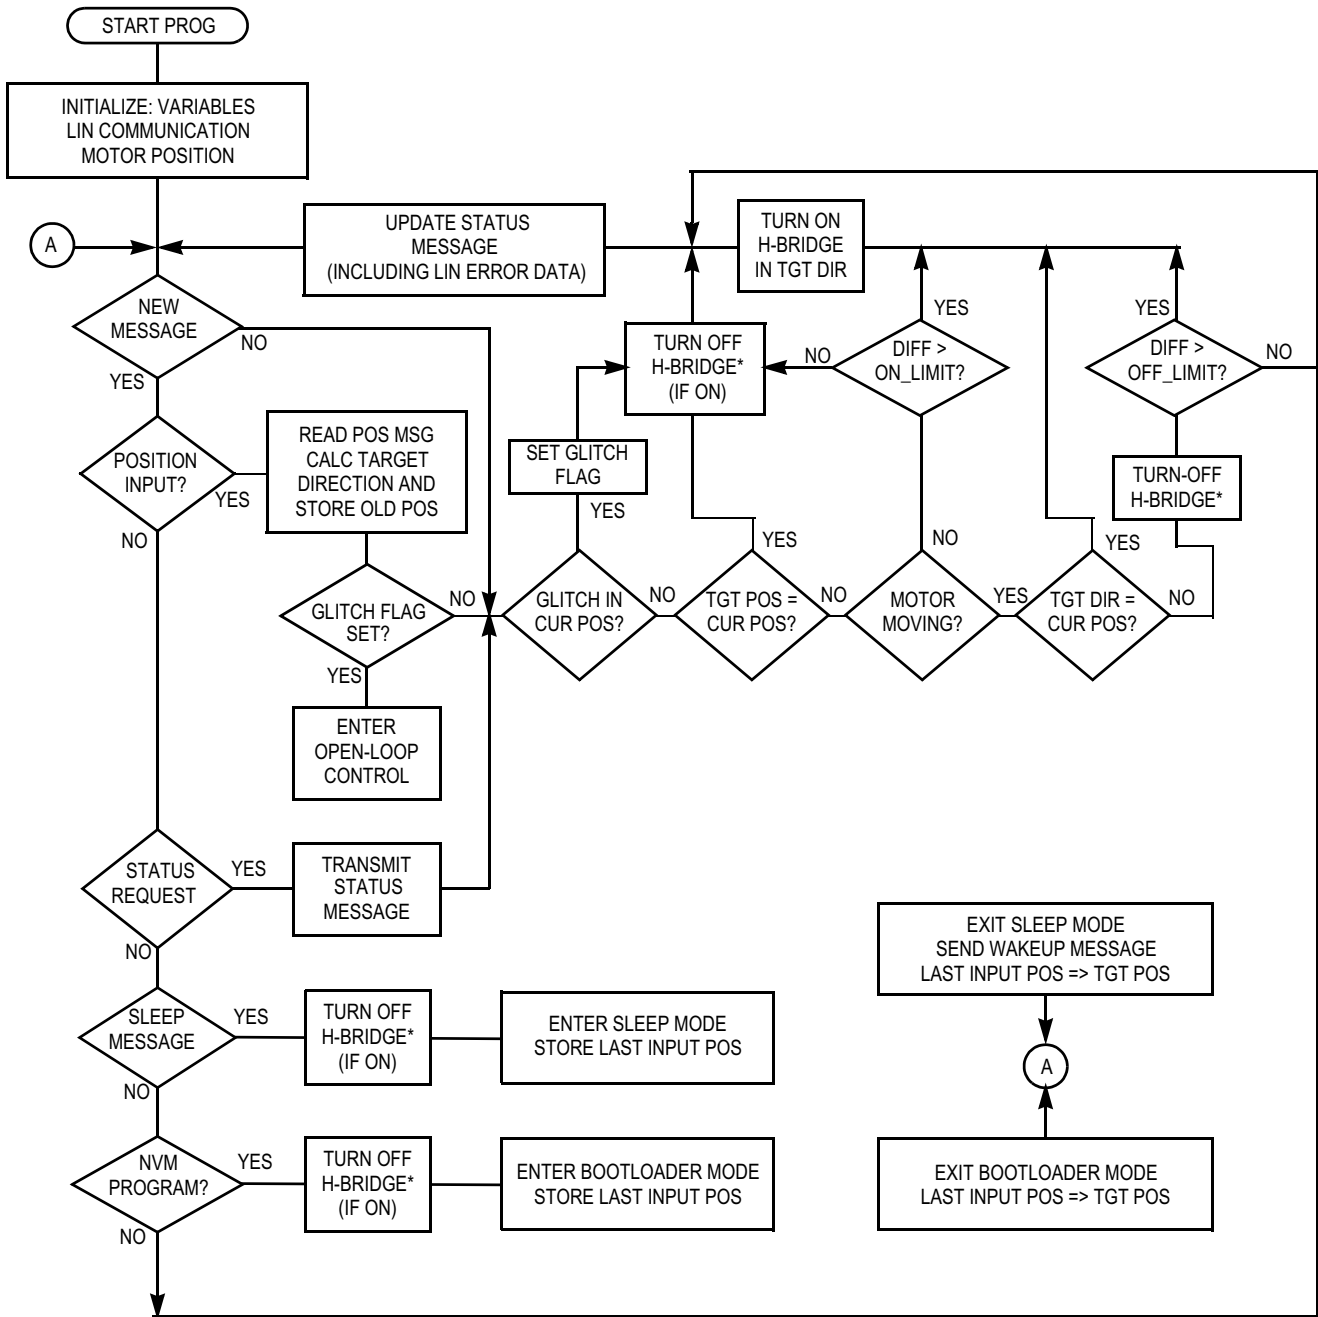 START PROG
INITIALIZE: VARIABLES
LIN COMMUNICATION
MOTOR POSITION
A
UPDATE STATUS
MESSAGE
(INCLUDING LIN ERROR DATA)
TURN ON
H-BRIDGE
IN TGT DIR
NEW
MESSAGE
NO
YES
TURN OFF
H-BRIDGE*
(IF ON)
NO
DIFF >
ON_LIMIT?
YES
YES
DIFF >
OFF_LIMIT?
NO
POSITION
INPUT?
YES
NO
READ POS MSG
CALC TARGET
DIRECTION AND
STORE OLD POS
SET GLITCH
FLAG
YES
TURN-OFF
H-BRIDGE*
GLITCH FLAG
SET?
NO
YES
GLITCH IN
CUR POS?
NO
TGT POS =
CUR POS?
YES
NO
MOTOR
MOVING?
NO
YES
TGT DIR =
CUR POS?
YES
NO
ENTER
OPEN-LOOP
CONTROL
STATUS
REQUEST
YES
NO
TRANSMIT
STATUS
MESSAGE
EXIT SLEEP MODE
SEND WAKEUP MESSAGE
LAST INPUT POS => TGT POS
SLEEP
MESSAGE
YES
NO
TURN OFF
H-BRIDGE*
(IF ON)
ENTER SLEEP MODE
STORE LAST INPUT POS
A
NVM
PROGRAM?
YES
NO
TURN OFF
H-BRIDGE*
(IF ON)
ENTER BOOTLOADER MODE
STORE LAST INPUT POS
EXIT BOOTLOADER MODE
LAST INPUT POS => TGT POS